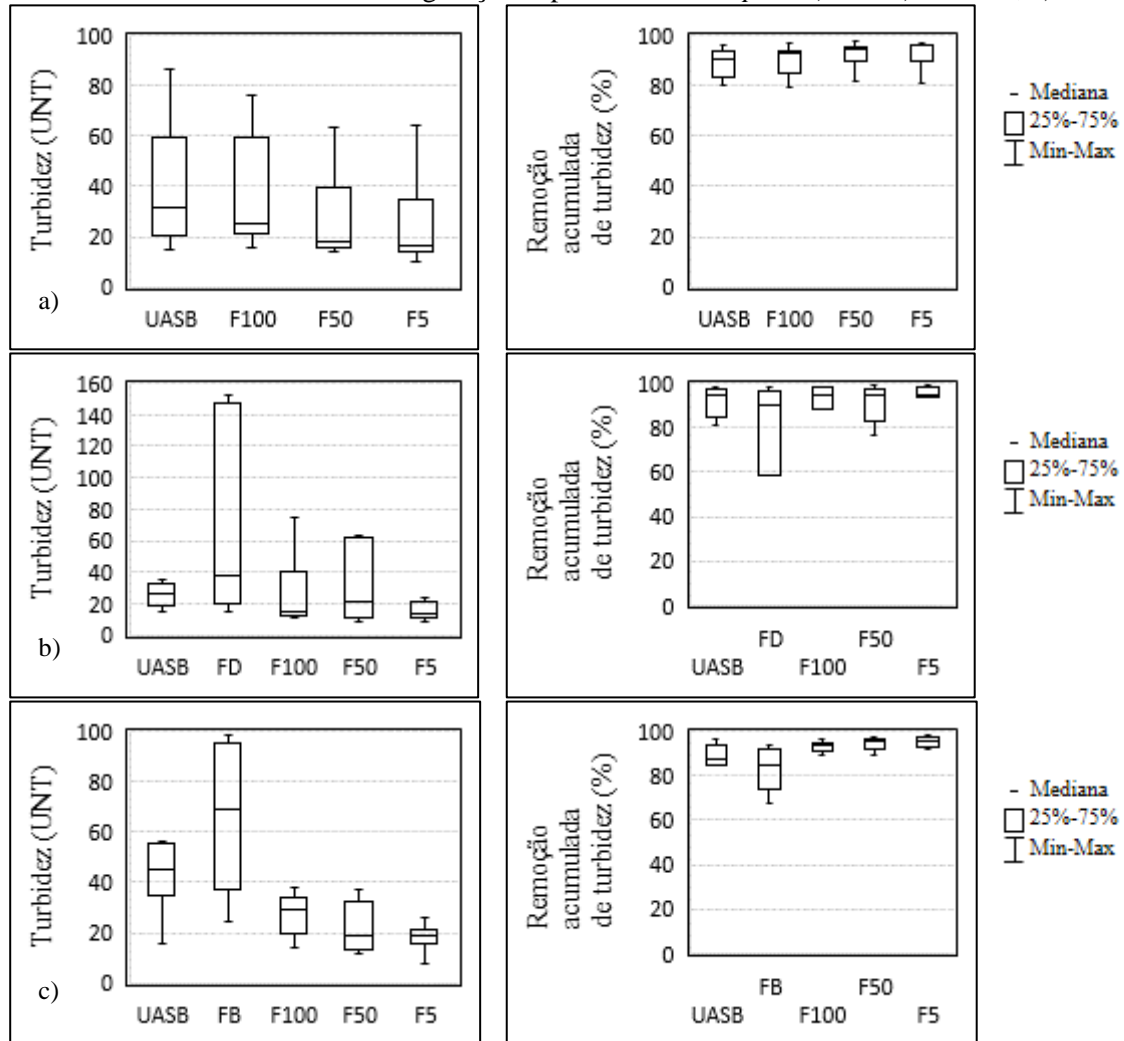 Turbidez (UNT)
100
80
60
40
20
0
a)
UASB F100 F50 F5
Remoção
acumulada
de turbidez (%)
100
80
60
40
20
0
UASB F100 F50 F5
- Mediana
25%-75%
Min-Max
Turbidez (UNT)
160
140
120
100
80
60
40
20
0
b)
UASB FD F100 F50 F5
Remoção
acumulada
de turbidez (%)
100
80
60
40
20
0
FD F50
UASB F100 F5
- Mediana
25%-75%
Min-Max
Turbidez (UNT)
100
80
60
40
20
0
c)
UASB FB F100 F50 F5
Remoção
acumulada
de turbidez (%)
100
80
60
40
20
0
FB F50
UASB F100 F5
- Mediana
25%-75%
Min-Max